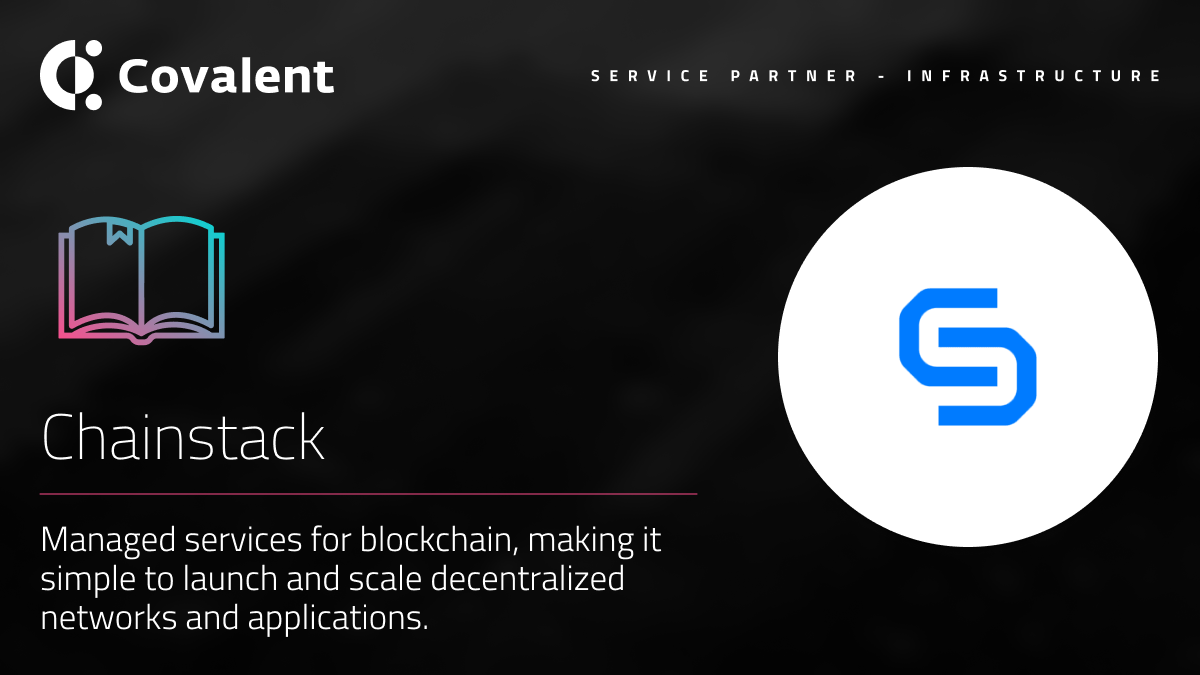 Covalent
SERVICE PARTNER - INFRASTRUCTURE
Chainstack
Managed services for blockchain, making it
simple to launch and scale decentralized
networks and applications.